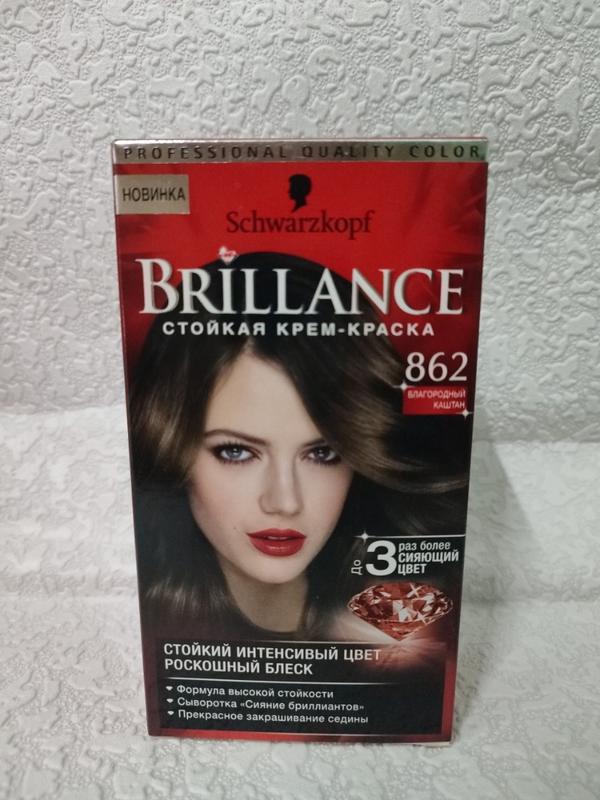 PROFESSIONAL QUALITY COLOR
НОВИНКА
Schwarzkopf
BRILLANCE
СТОЙКАЯ КРЕМ-КРАСКА
862
БЛАГОРОДНЫЙ
КАШТАН
До 3 раз более
СИЯЮЩИЙ
ЦВЕТ
СТОЙКИЙ ИНТЕНСИВЫЙ ЦВЕТ
РОСКОШНЫЙ БЛЕСК
Формула высокой стойкости
Сыворотка «Сияние бриллиантов»
Прекрасное закрашивание седины